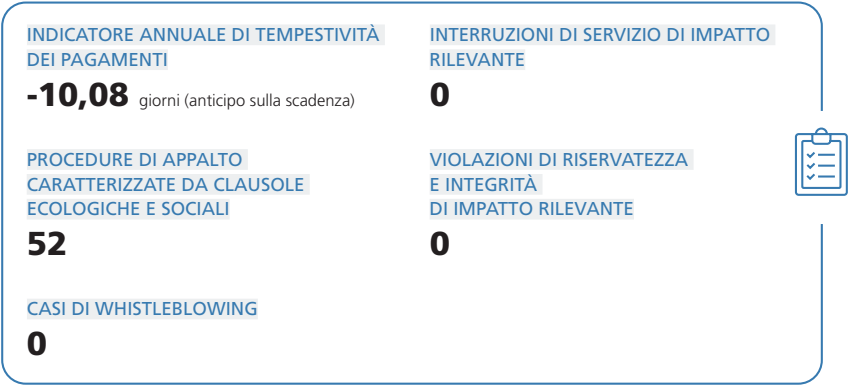 INDICATORE ANNUALE DI TEMPESTIVITÀ
DEI PAGAMENTI
-10,08 giorni (anticipo sulla scadenza)
INTERRUZIONI DI SERVIZIO DI IMPATTO
RILEVANTE
0
PROCEDURE DI APPALTO
CARATTERIZZATE DA CLAUSOLE
ECOLOGICHE E SOCIALI
52
VIOLAZIONI DI RISERVATEZZA
E INTEGRITÀ
DI IMPATTO RILEVANTE
0
CASI DI WHISTLEBLOWING
0